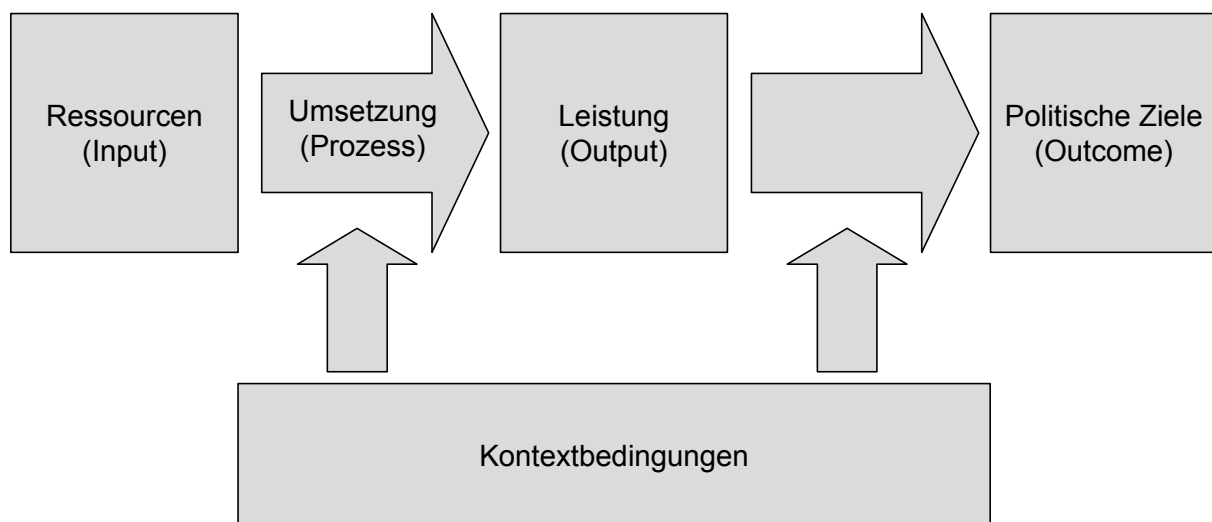 Ressourcen
(Input)
Umsetzung
(Prozess)
Leistung
(Output)
Politische Ziele
(Outcome)
Kontextbedingungen